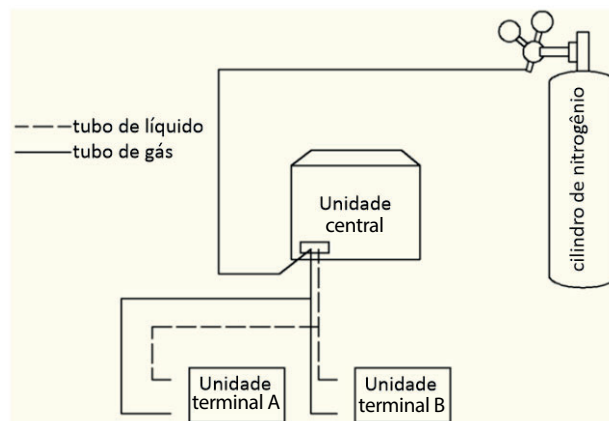 tubo de líquido
tubo de gás
Unidade
central
cilindro de nitrogênio
Unidade
terminal A
Unidade
terminal B